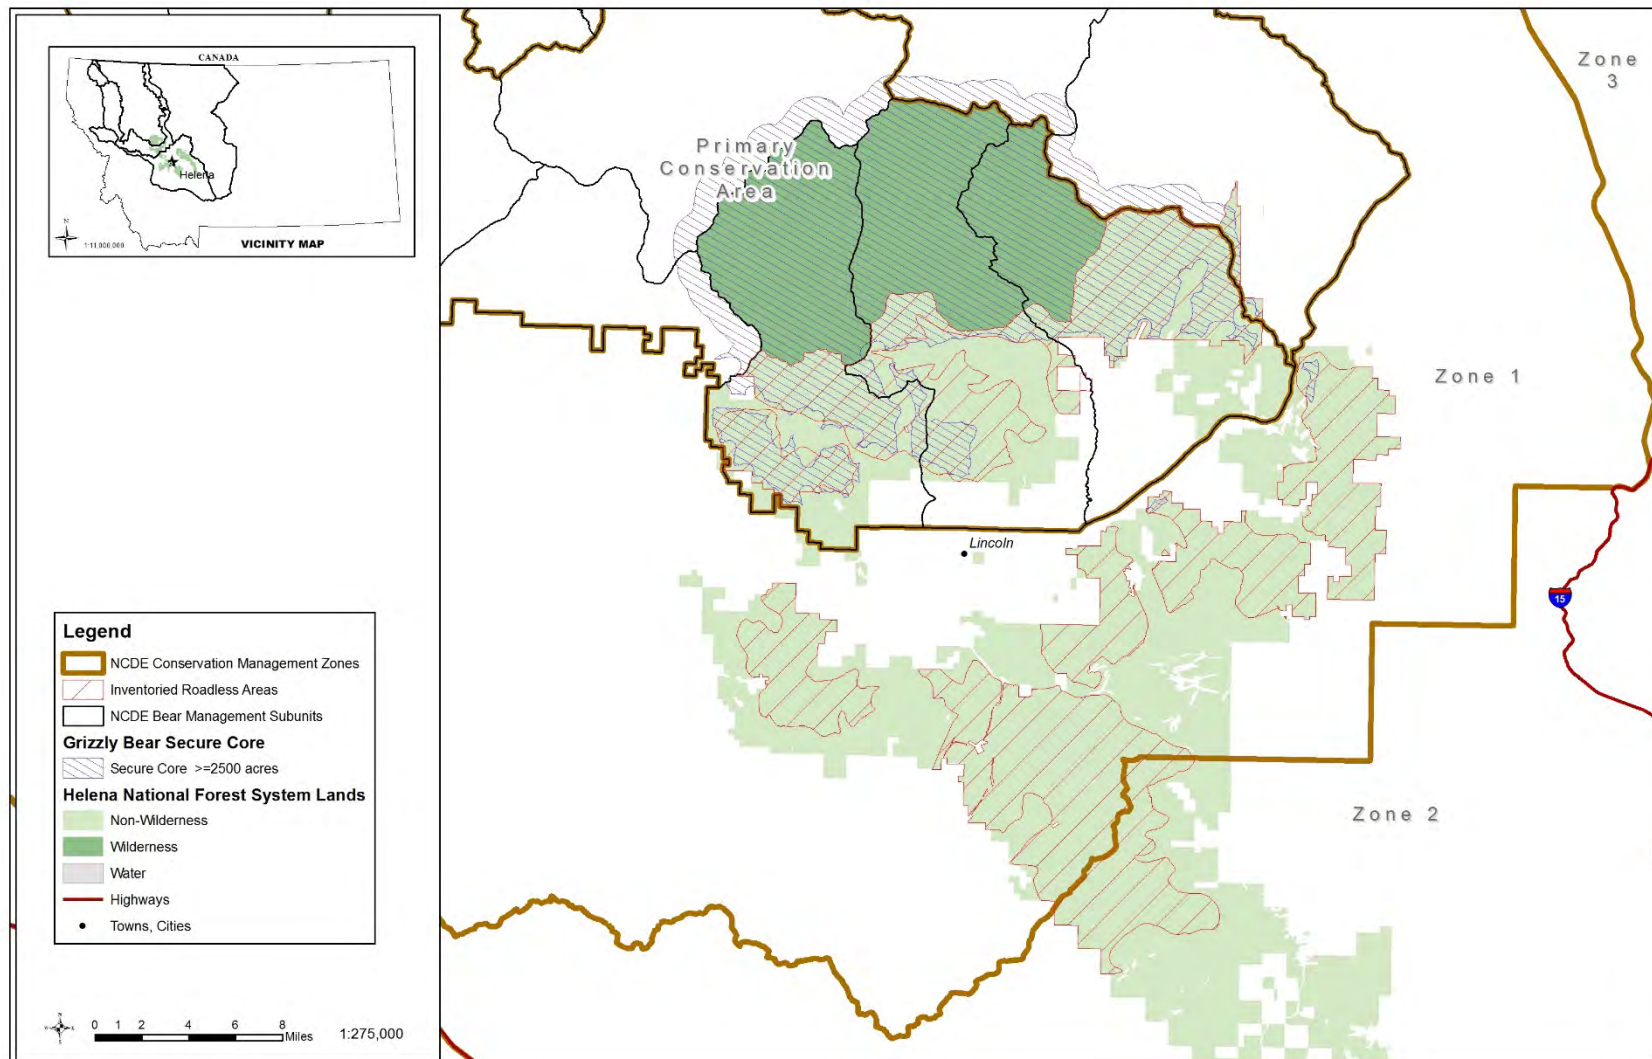 CANADA
Helena
N
1:11,000,000
VICINITY MAP
Zone
3
Primary
Conservation
Area
Zone 1
Lincoln
15
Zone 2
Legend
NCDE Conservation Management Zones
Inventoried Roadless Areas
NCDE Bear Management Subunits
Grizzly Bear Secure Core
Secure Core >=2500 acres
Helena National Forest System Lands
Non-Wilderness
Wilderness
Water
Highways
Towns, Cities
N
W E
S
0 1 2 4 6 8
Miles
1:275,000